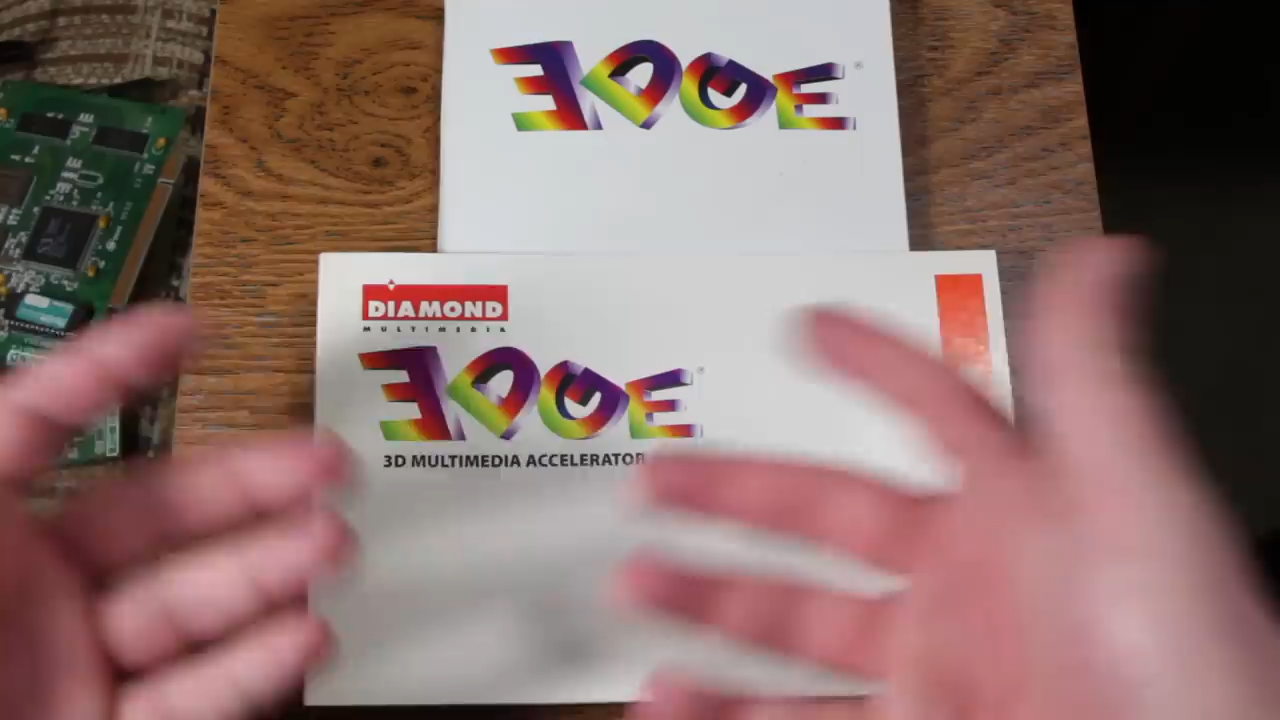 EDGE
DIAMOND
MULTIMEDIA
EDGE
3D MULTIMEDIA ACCELERATOR